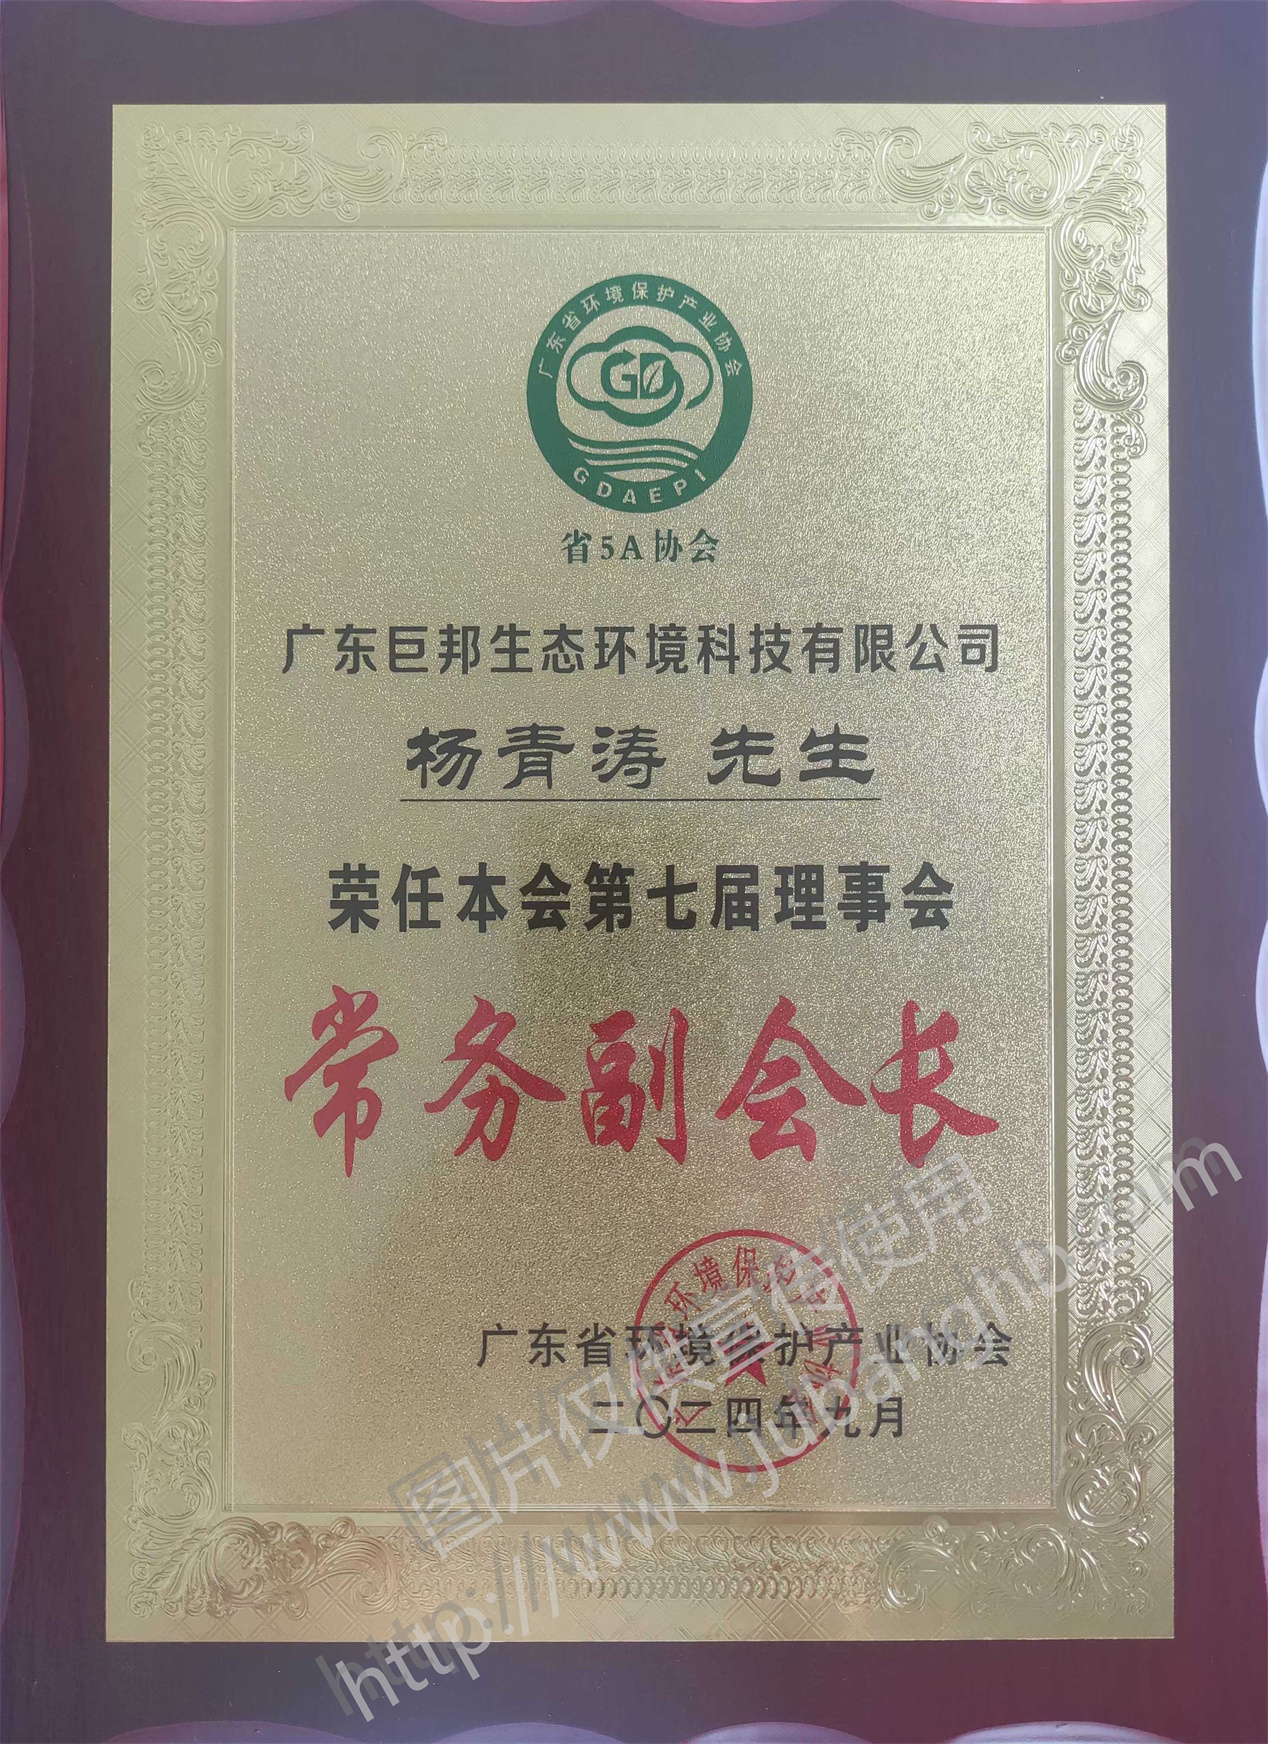 广东省环境保护产业协会
GD
GDAEPI
省5A协会
广东巨邦生态环境科技有限公司
杨青涛 先生
荣任本会第七届理事会
常务副会长
广东省环境保护产业协会
二〇二四年九月
图片仅供宣传使用
http://www.jubanghb.com